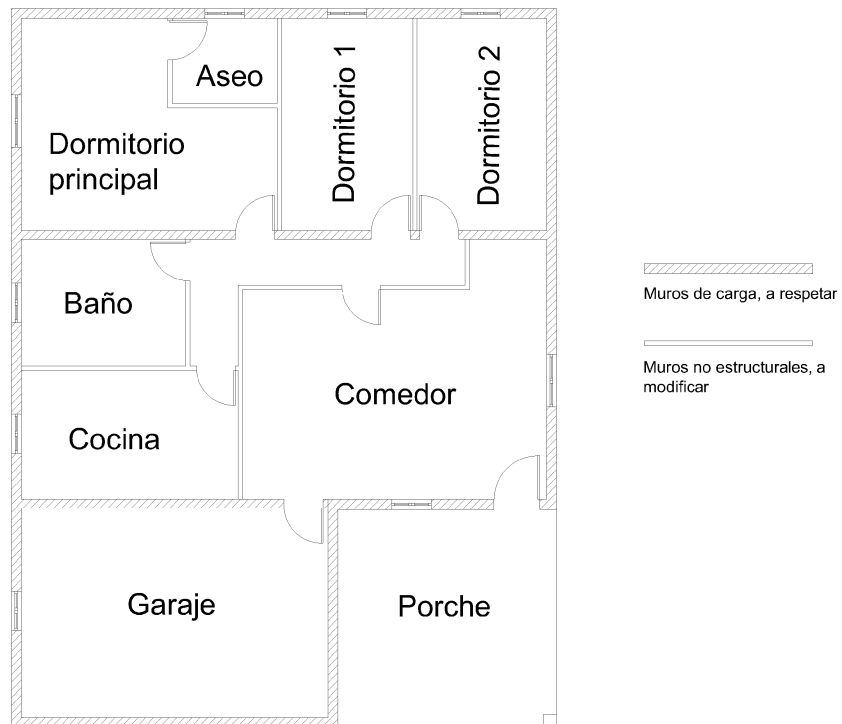 Aseo
Dormitorio 1
Dormitorio 2
Dormitorio
principal
Baño
Comedor
Cocina
Garaje
Porche
Muros de carga, a respetar
Muros no estructurales, a
modificar